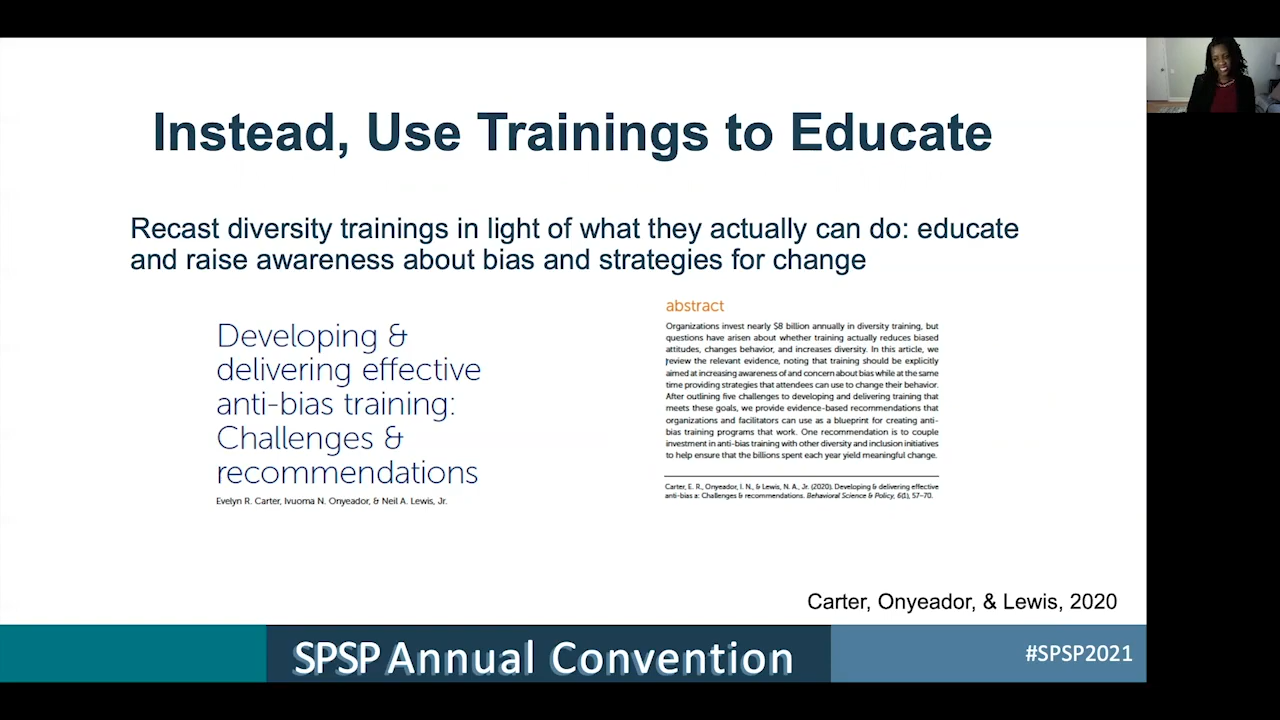 Instead, Use Trainings to Educate
Recast diversity trainings in light of what they actually can do: educate
and raise awareness about bias and strategies for change
Developing &
delivering effective
anti-bias training:
Challenges &
recommendations
Evelyn R. Carter, Ivuoma N. Onyeador, & Neil A. Lewis, Jr.
abstract
Organizations invest nearly $8 billion annually in diversity training, but
questions have arisen about whether training actually reduces biased
attitudes, changes behavior, and increases diversity. In this article, we
review the relevant evidence, noting that training should be explicitly
aimed at increasing awareness of and concern about bias while at the same
time providing strategies that attendees can use to change their behavior.
After outlining five challenges to developing and delivering training that
meets these goals, we provide evidence-based recommendations that
organizations and facilitators can use as a blueprint for creating anti-
bias training programs that work. One recommendation is to couple
investment in anti-bias training with other diversity and inclusion initiatives
to help ensure that the billions spent each year yield meaningful change.
Carter, E. R., Onyeador, I. N., & Lewis, N. A., Jr. (2020). Developing & delivering effective
anti-bias a: Challenges & recommendations. Behavioral Science & Policy, 6(1), 57–70.
Carter, Onyeador, & Lewis, 2020
SPSP Annual Convention
#SPSP2021